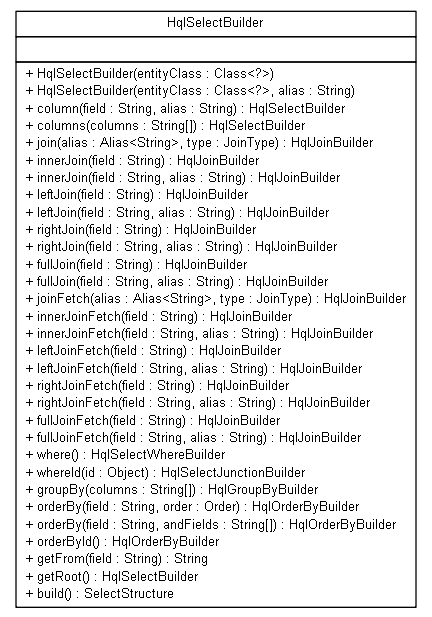 HqlSelectBuilder
+ HqlSelectBuilder(entityClass : Class<?>)
+ HqlSelectBuilder(entityClass : Class<?>, alias : String)
+ column(field : String, alias : String) : HqlSelectBuilder
+ columns(columns : String[]) : HqlSelectBuilder
+ join(alias : Alias<String>, type : JoinType) : HqlJoinBuilder
+ innerJoin(field : String) : HqlJoinBuilder
+ innerJoin(field : String, alias : String) : HqlJoinBuilder
+ leftJoin(field : String) : HqlJoinBuilder
+ leftJoin(field : String, alias : String) : HqlJoinBuilder
+ rightJoin(field : String) : HqlJoinBuilder
+ rightJoin(field : String, alias : String) : HqlJoinBuilder
+ fullJoin(field : String) : HqlJoinBuilder
+ fullJoin(field : String, alias : String) : HqlJoinBuilder
+ joinFetch(alias : Alias<String>, type : JoinType) : HqlJoinBuilder
+ innerJoinFetch(field : String) : HqlJoinBuilder
+ innerJoinFetch(field : String, alias : String) : HqlJoinBuilder
+ leftJoinFetch(field : String) : HqlJoinBuilder
+ leftJoinFetch(field : String, alias : String) : HqlJoinBuilder
+ rightJoinFetch(field : String) : HqlJoinBuilder
+ rightJoinFetch(field : String, alias : String) : HqlJoinBuilder
+ fullJoinFetch(field : String) : HqlJoinBuilder
+ fullJoinFetch(field : String, alias : String) : HqlJoinBuilder
+ where() : HqlSelectWhereBuilder
+ whereId(id : Object) : HqlSelectJunctionBuilder
+ groupBy(columns : String[]) : HqlGroupByBuilder
+ orderBy(field : String, order : Order) : HqlOrderByBuilder
+ orderBy(field : String, andFields : String[]) : HqlOrderByBuilder
+ orderById() : HqlOrderByBuilder
+ getFrom(field : String) : String
+ getRoot() : HqlSelectBuilder
+ build() : SelectStructure